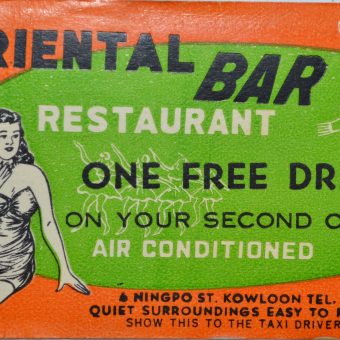 RIENTAL BAR
RESTAURANT
ONE FREE DR
ON YOUR SECOND
AIR CONDITIONED
6 NINGPO ST. KOWLOON TEL.
QUIET SURROUNDINGS EASY TO
SHOW THIS TO THE TAXI DRIVER